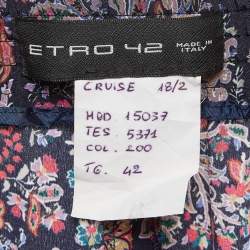 ETRO 42
MADE IN
ITALY
CRUISE 18/2
MOD 15037
TES. 5371
COL. 200
TG. 42